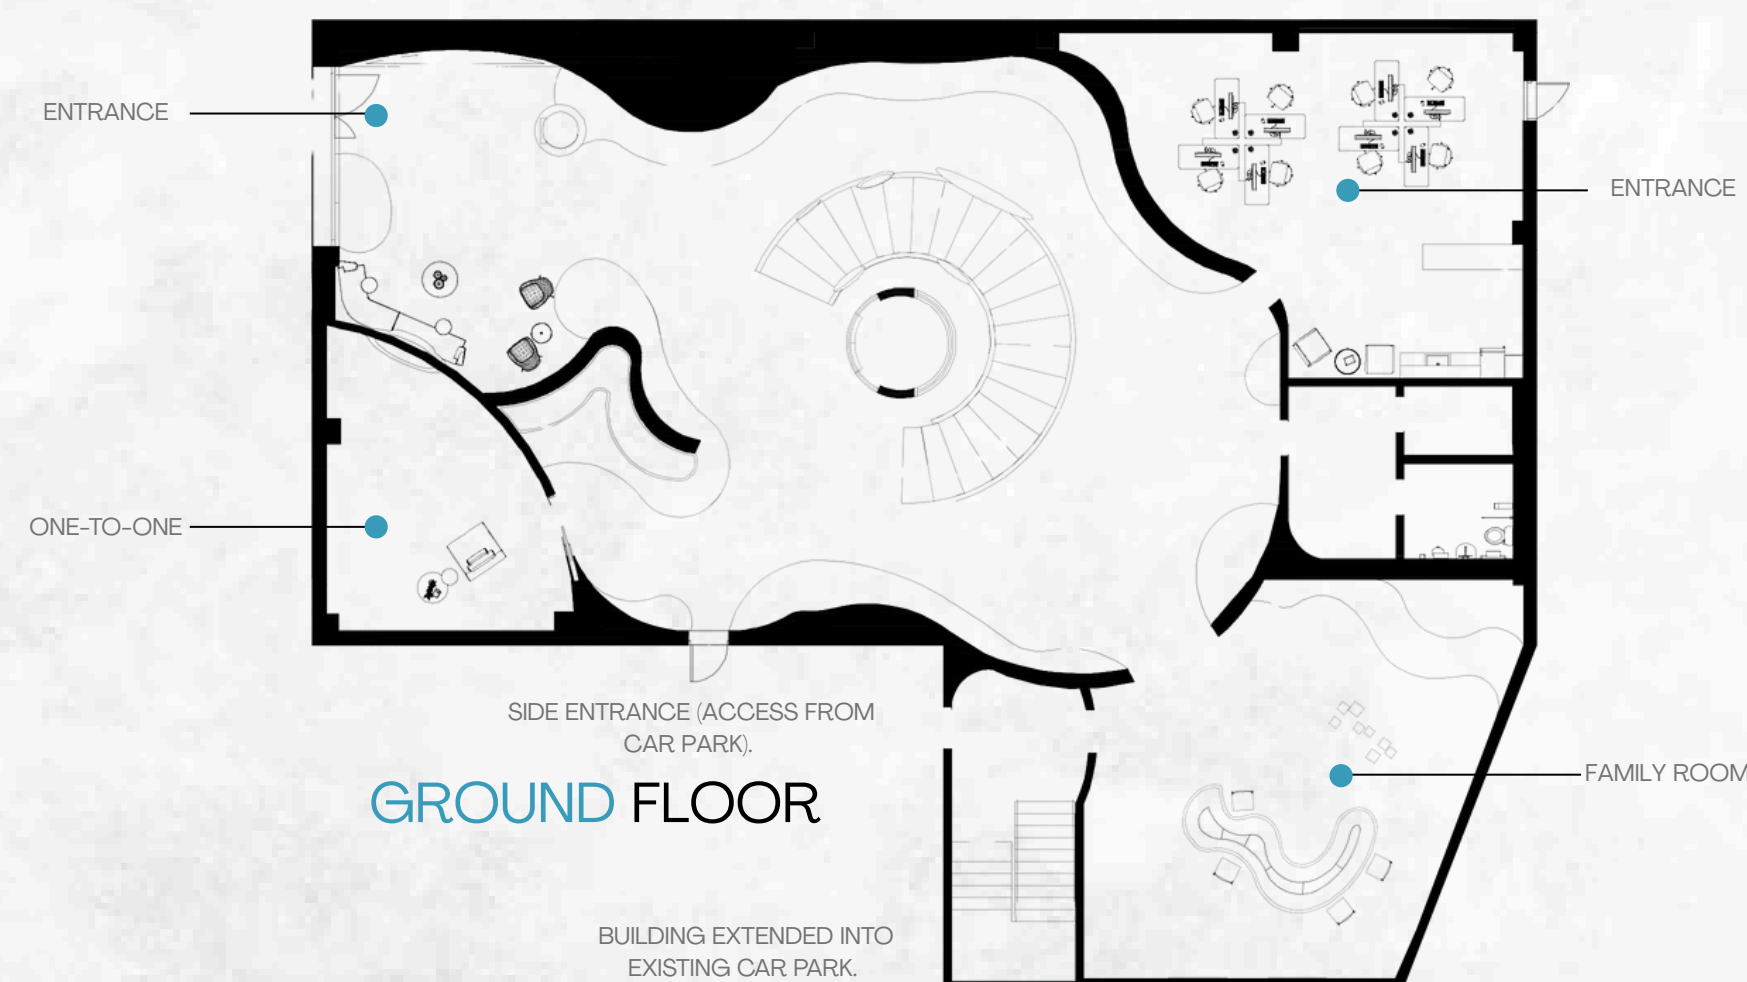 ENTRANCE
ENTRANCE
ONE-TO-ONE
SIDE ENTRANCE (ACCESS FROM
CAR PARK).
FAMILY ROOM
GROUND FLOOR
BUILDING EXTENDED INTO
EXISTING CAR PARK.